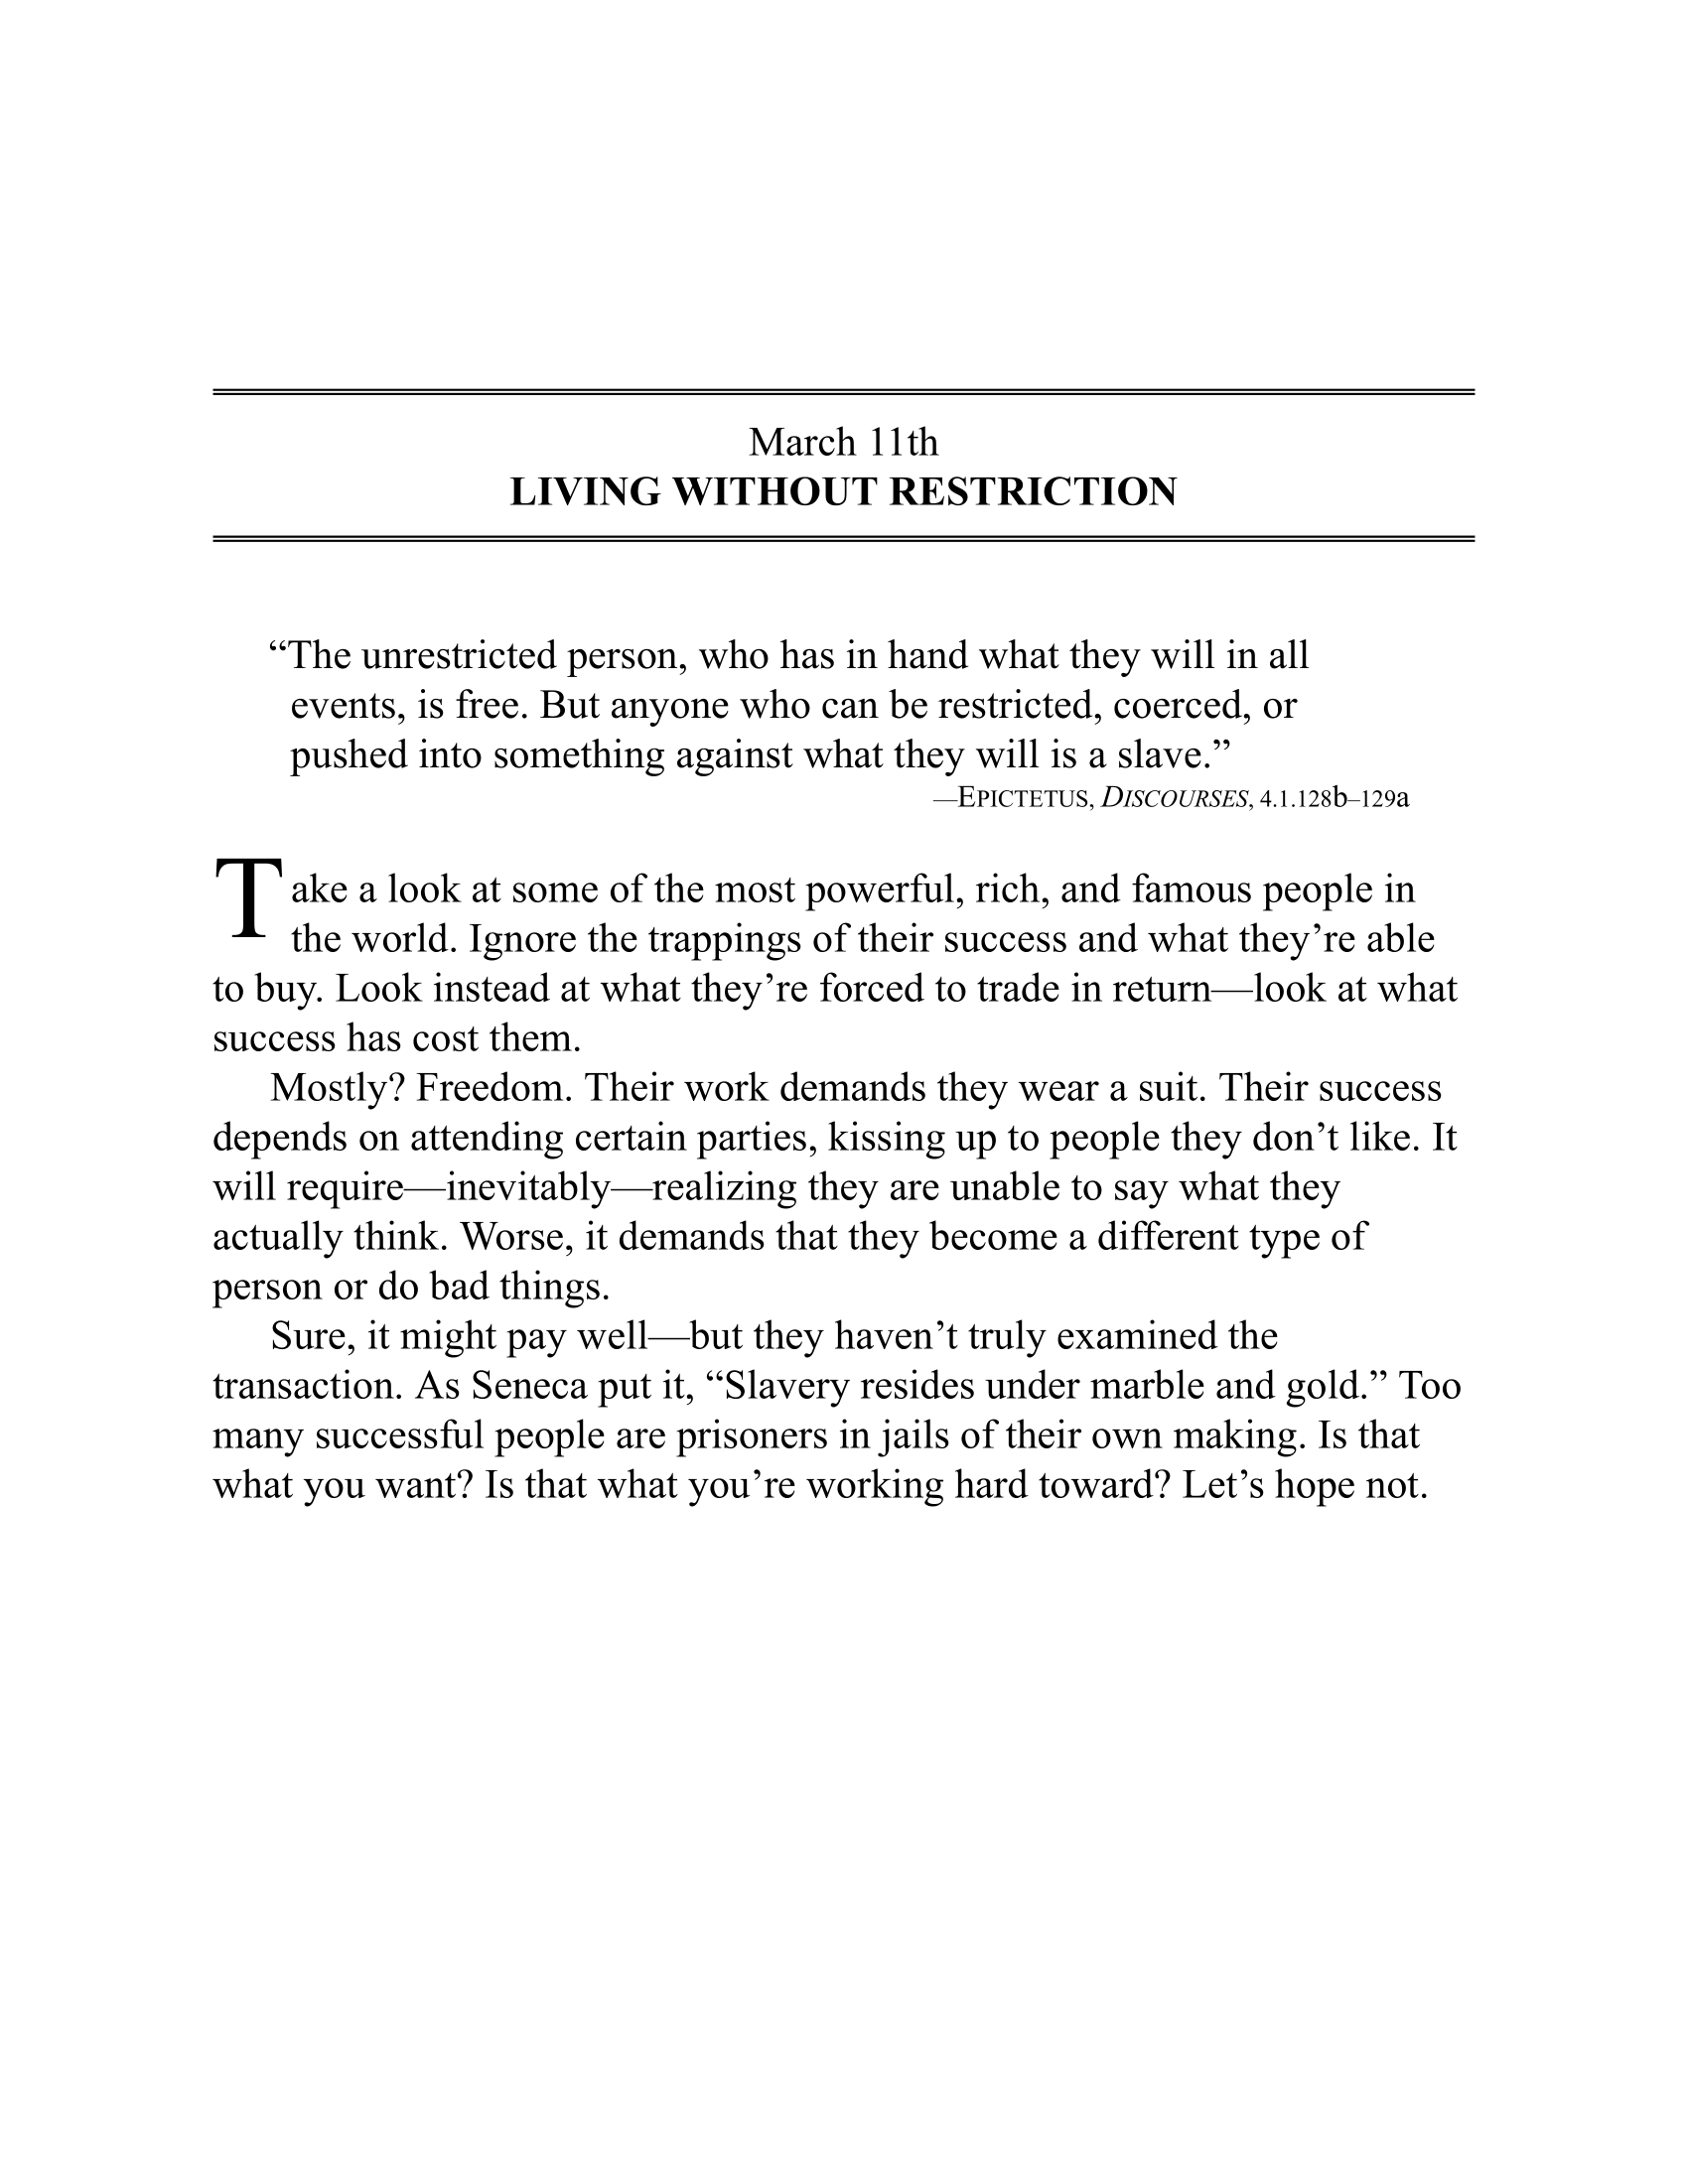 March 11th
LIVING WITHOUT RESTRICTION
“The unrestricted person, who has in hand what they will in all
events, is free. But anyone who can be restricted, coerced, or
pushed into something against what they will is a slave.”
—EPICTETUS, DISCOURSES, 4.1.128b–129a
Take a look at some of the most powerful, rich, and famous people in
the world. Ignore the trappings of their success and what they’re able
to buy. Look instead at what they’re forced to trade in return—look at what
success has cost them.
Mostly? Freedom. Their work demands they wear a suit. Their success
depends on attending certain parties, kissing up to people they don’t like. It
will require—inevitably—realizing they are unable to say what they
actually think. Worse, it demands that they become a different type of
person or do bad things.
Sure, it might pay well—but they haven’t truly examined the
transaction. As Seneca put it, “Slavery resides under marble and gold.” Too
many successful people are prisoners in jails of their own making. Is that
what you want? Is that what you’re working hard toward? Let’s hope not.